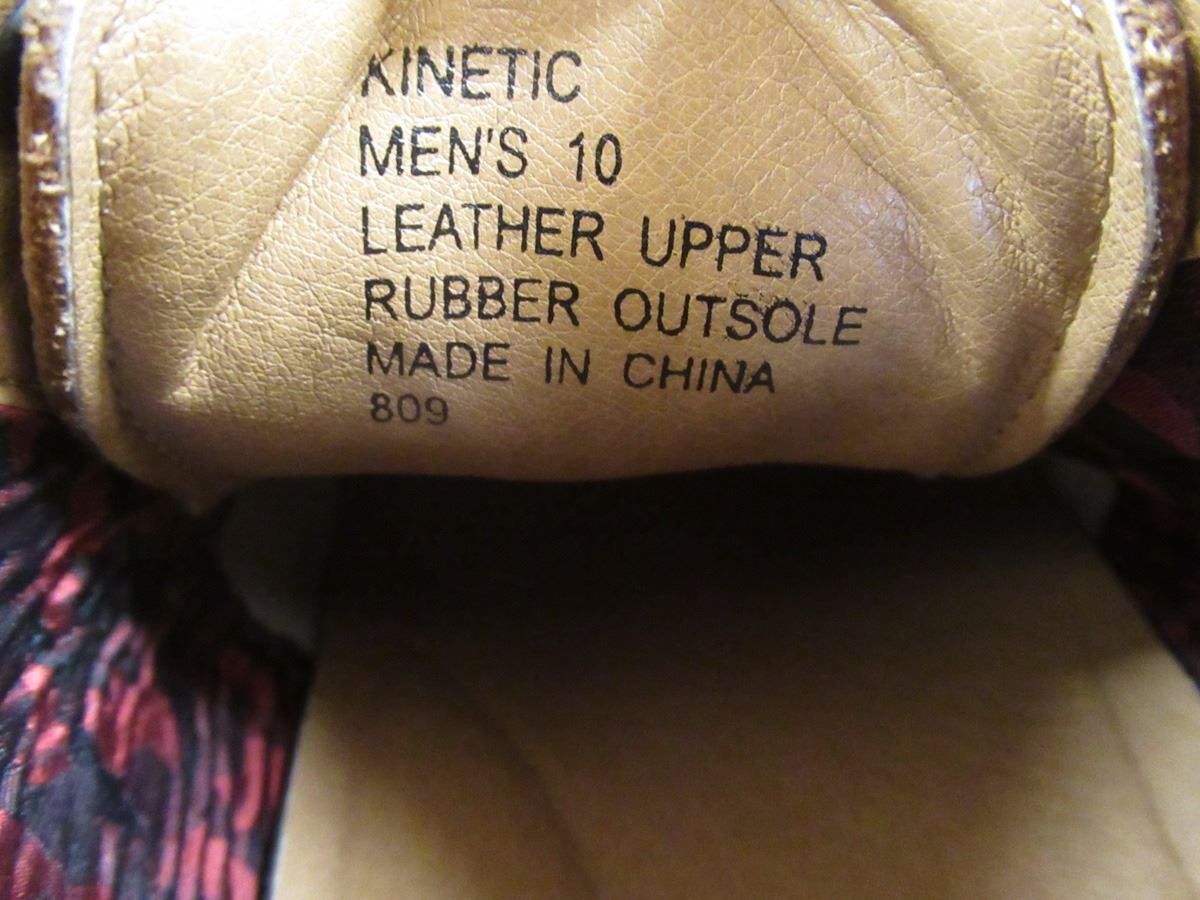 KINETIC
MEN'S 10
LEATHER UPPER
RUBBER OUTSOLE
MADE IN CHINA
809